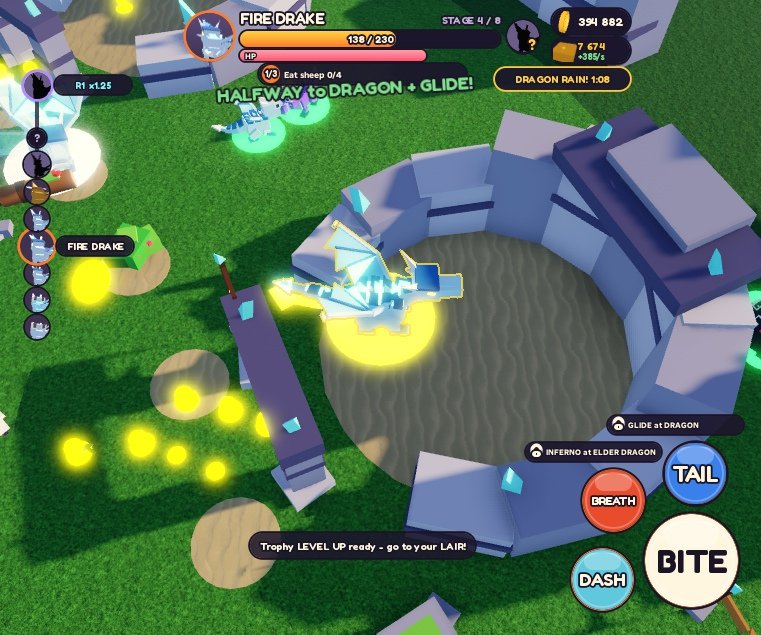 FIRE DRAKE
STAGE 4 / 8
138 / 230
HP
1/3 Eat sheep 0/4
HALFWAY to DRAGON + GLIDE!
?
394 882
7 674
+385/s
DRAGON RAIN! 1:08
R1 x1.25
?
FIRE DRAKE
GLIDE at DRAGON
INFERNO at ELDER DRAGON
TAIL
BREATH
BITE
DASH
Trophy LEVEL UP ready - go to your LAIR!